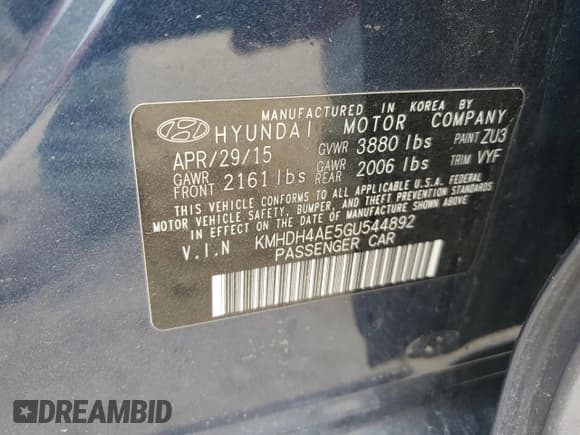 MANUFACTURED IN KOREA BY
HYUNDAI MOTOR COMPANY
APR/29/15 GVWR 3880 lbs PAINT ZU3
GAWR FRONT 2161 lbs GAWR REAR 2006 lbs TRIM VYF
THIS VEHICLE CONFORMS TO ALL APPLICABLE U.S.A. FEDERAL
MOTOR VEHICLE SAFETY, BUMPER, AND THEFT PREVENTION STANDARDS
IN EFFECT ON THE DATE OF MANUFACTURE SHOWN ABOVE.
V.I.N KMHDH4AE5GU544892
PASSENGER CAR
DREAMBID